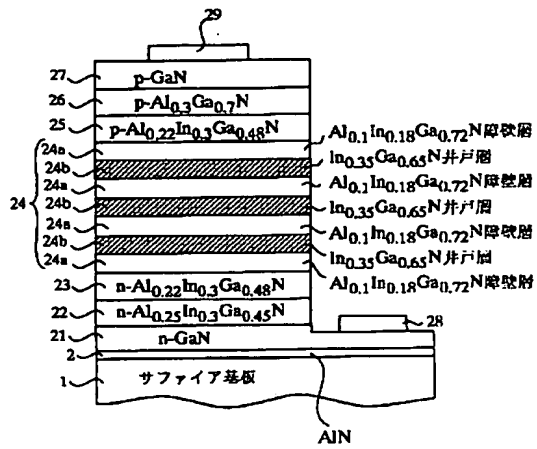 29
27 p-GaN
26 p-Al0.3Ga0.7N
25 p-Al0.22In0.3Ga0.48N
24a Al0.1In0.18Ga0.72N障壁層
24b In0.35Ga0.65N井戸層
24a Al0.1In0.18Ga0.72N障壁層
24 24b In0.35Ga0.65N井戸層
24a Al0.1In0.18Ga0.72N障壁層
24b In0.35Ga0.65N井戸層
24a Al0.1In0.18Ga0.72N障壁層
23 n-Al0.22In0.3Ga0.48N
22 n-Al0.25In0.3Ga0.45N
28
21 n-GaN
2
1 サファイア基板
AlN